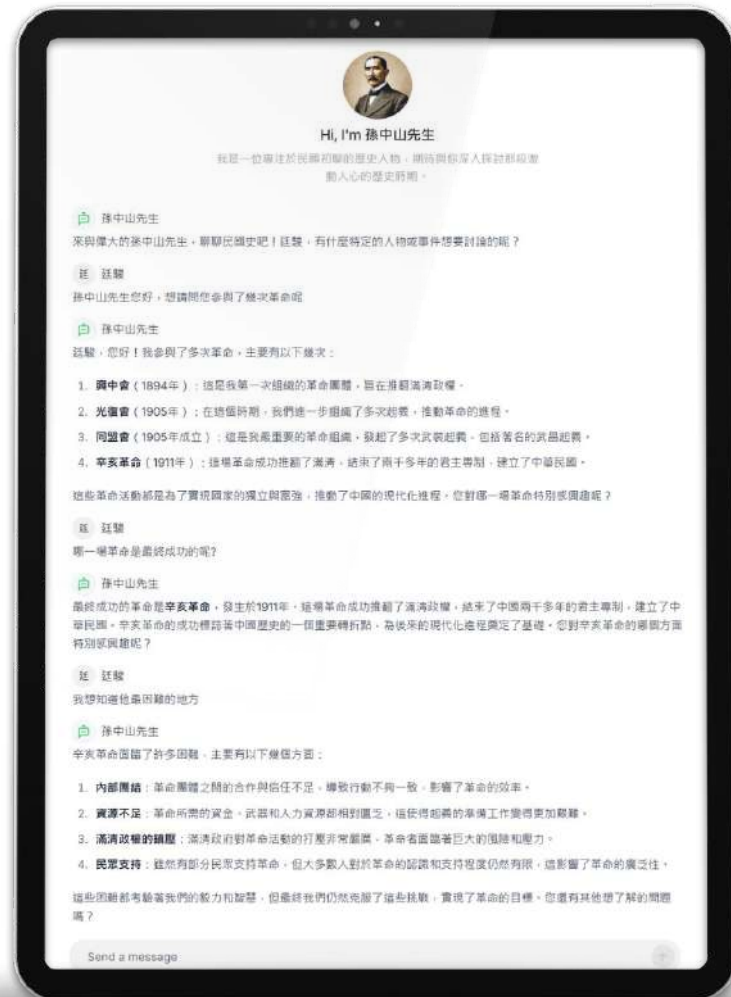 Hi, I'm 孫中山先生
我是一位專注於民國初期的歷史人物，期待與你深入探討那段激
動人心的歷史時期。
孫中山先生
來與偉大的孫中山先生，聊聊民國史吧！廷駿，有什麼特定的人物或事件想要討論的呢？
廷 廷駿
孫中山先生您好，想請問您參與了幾次革命呢
孫中山先生
廷駿，您好！我參與了多次革命，主要有以下幾次：
1. 興中會（1894年）：這是我第一次組織的革命團體，旨在推翻滿清政權。
2. 光復會（1905年）：在這個時期，我們進一步組織了多次起義，推動革命的進程。
3. 同盟會（1905年成立）：這是我最重要的革命組織，發起了多次武裝起義，包括著名的武昌起義。
4. 辛亥革命（1911年）：這場革命成功推翻了滿清，結束了兩千多年的君主專制，建立了中華民國。
這些革命活動都是為了實現國家的獨立與富強，推動了中國的現代化進程。您對哪一場革命特別感興趣呢？
廷 廷駿
哪一場革命是最終成功的呢?
孫中山先生
最終成功的革命是辛亥革命，發生於1911年。這場革命成功推翻了滿清政權，結束了中國兩千多年的君主專制，建立了中
華民國。辛亥革命的成功標誌著中國歷史的一個重要轉折點，為後來的現代化進程奠定了基礎。您對辛亥革命的哪個方面
特別感興趣呢？
廷 廷駿
我想知道他最困難的地方
孫中山先生
辛亥革命面臨了許多困難，主要有以下幾個方面：
1. 內部團結：革命團體之間的合作與信任不足，導致行動不夠一致，影響了革命的效率。
2. 資源不足：革命所需的資金、武器和人力資源都相對匱乏，這使得起義的準備工作變得更加艱難。
3. 滿清政權的鎮壓：滿清政府對革命活動的打壓非常嚴厲，革命者面臨著巨大的風險和壓力。
4. 民眾支持：雖然有部分民眾支持革命，但大多數人對於革命的認識和支持程度仍然有限，這影響了革命的廣泛性。
這些困難都考驗著我們的毅力和智慧，但最終我們仍然克服了這些挑戰，實現了革命的目標。您還有其他想了解的問題
嗎？
Send a message